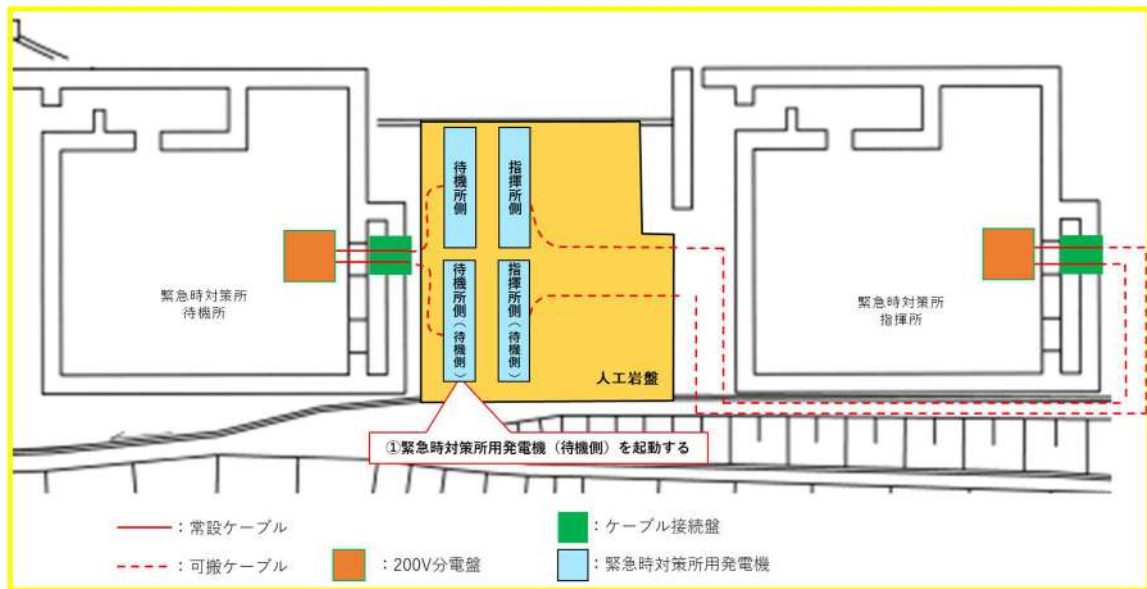 待機所側
指揮所側
待機所側（待機側）
指揮所側（待機側）
緊急時対策所
待機所
緊急時対策所
指揮所
人工岩盤
①緊急時対策所用発電機（待機側）を起動する
：常設ケーブル
：ケーブル接続盤
：可搬ケーブル
：200V分電盤
：緊急時対策所用発電機